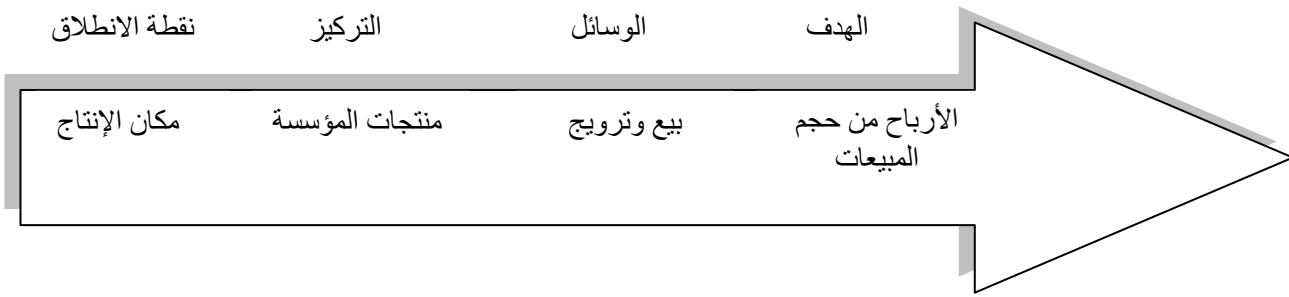 نقطة الانطلاق
التركيز
الوسائل
الهدف
مكان الإنتاج
منتجات المؤسسة
بيع وترويج
الأرباح من حجم
المبيعات